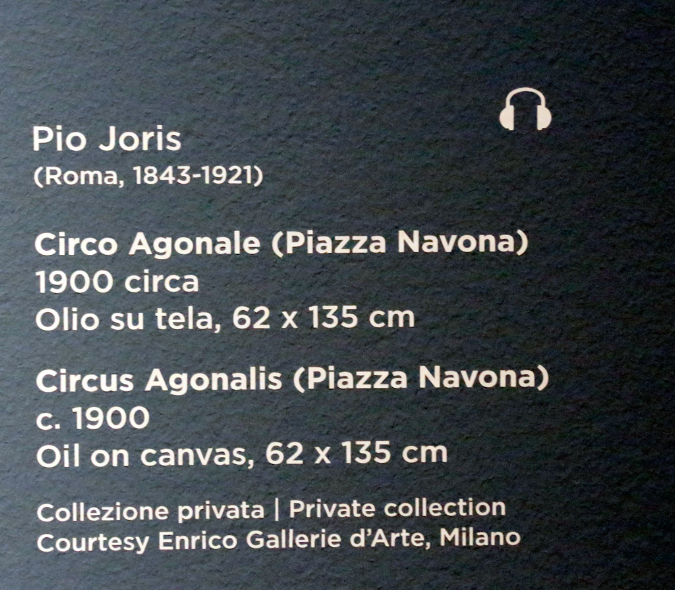 Pio Joris
(Roma, 1843-1921)
Circo Agonale (Piazza Navona)
1900 circa
Olio su tela, 62 x 135 cm
Circus Agonalis (Piazza Navona)
c. 1900
Oil on canvas, 62 x 135 cm
Collezione privata | Private collection
Courtesy Enrico Gallerie d'Arte, Milano